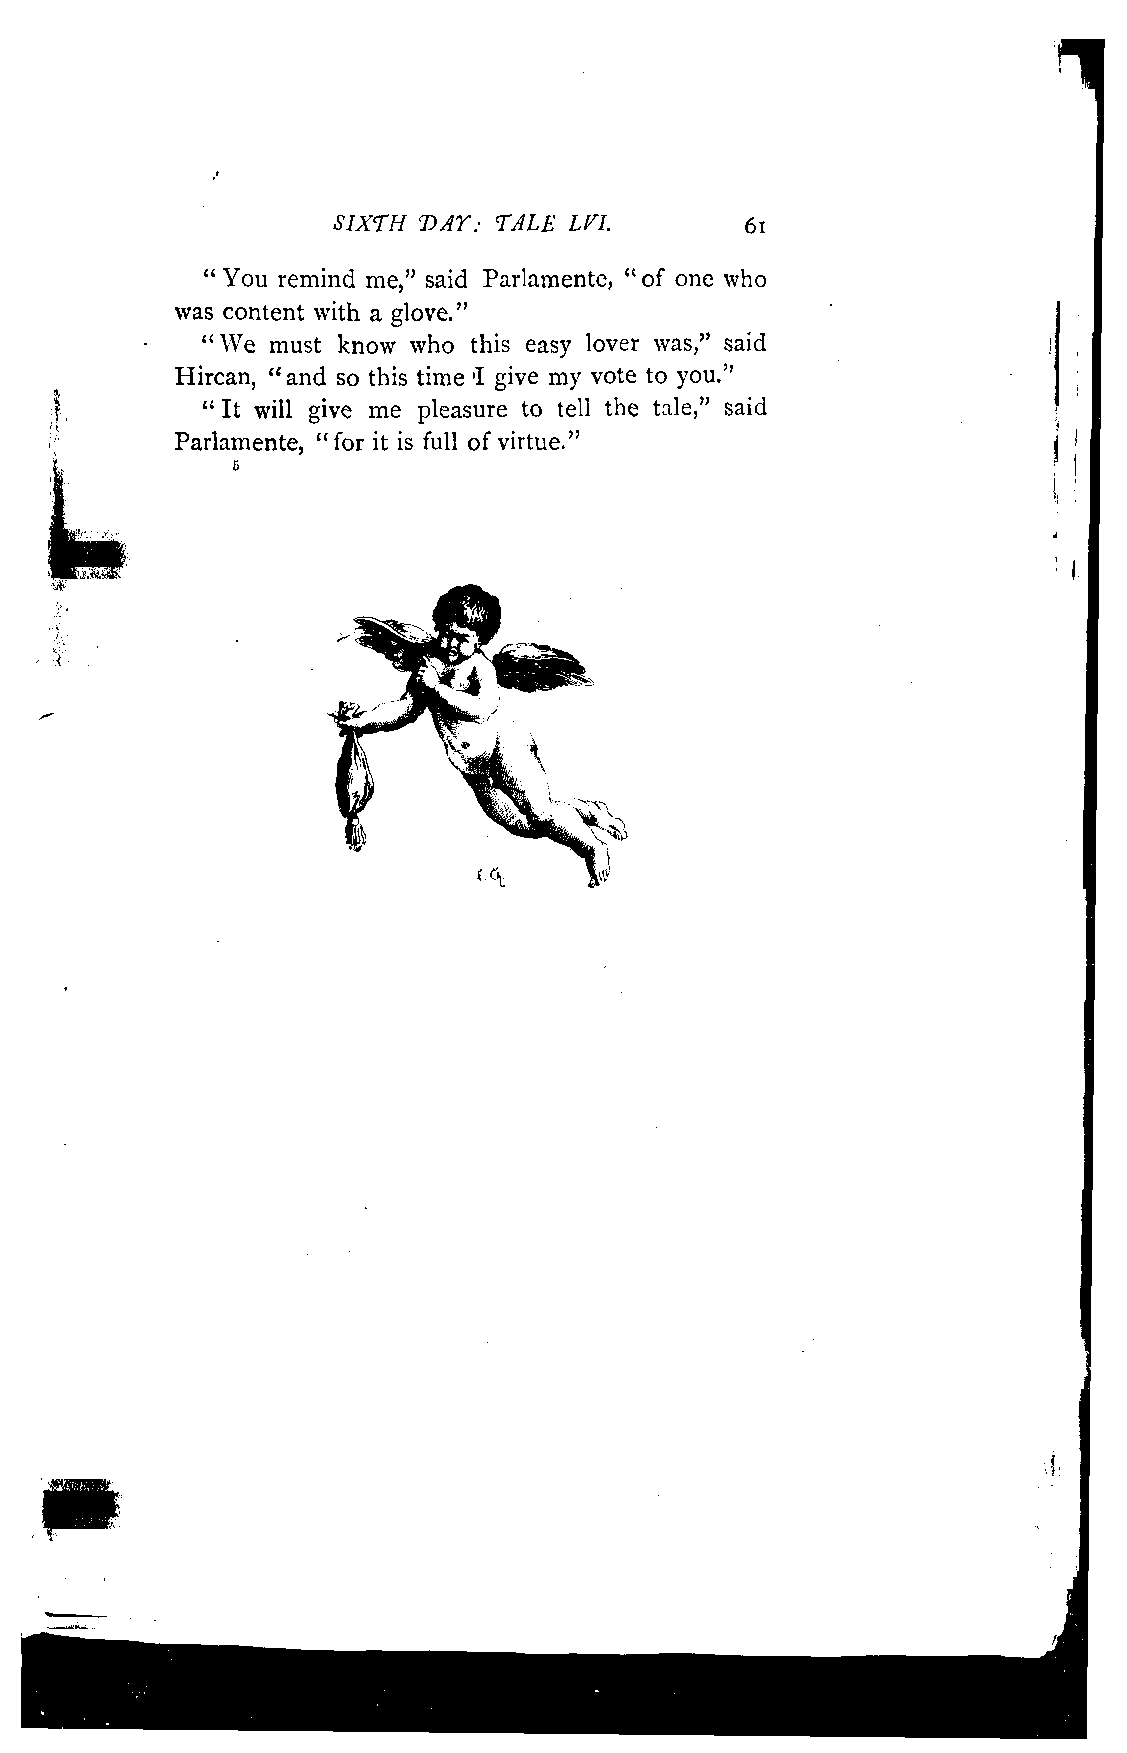 SIXTH DAY: TALE LVI. 61
“You remind me,” said Parlamente, “of one who
was content with a glove.”
“We must know who this easy lover was,” said
Hircan, “and so this time I give my vote to you.”
“It will give me pleasure to tell the tale,” said
Parlamente, “for it is full of virtue.”
5